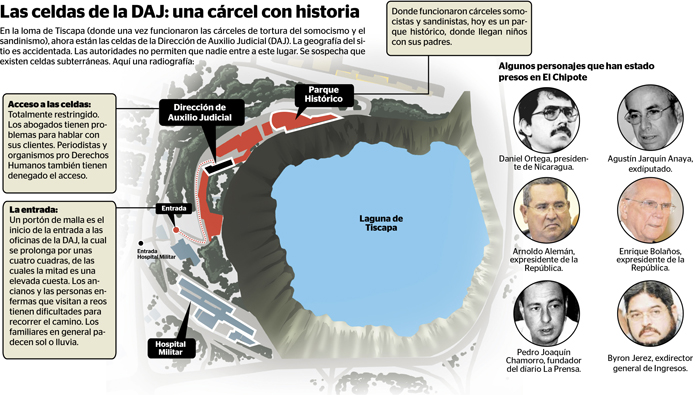 Las celdas de la DAJ: una cárcel con historia
En la loma de Tiscapa (donde una vez funcionaron las cárceles de tortura del somocismo y el
sandinismo), ahora están las celdas de la Dirección de Auxilio Judicial (DAJ). La geografía del si-
tio es accidentada. Las autoridades no permiten que nadie entre a este lugar. Se sospecha que
existen celdas subterráneas. Aquí una radiografía:
Donde funcionaron cárceles somo-
cistas y sandinistas, hoy es un par-
que histórico, donde llegan niños
con sus padres.
Acceso a las celdas:
Totalmente restringido.
Los abogados tienen pro-
blemas para hablar con
sus clientes. Periodistas y
organismos pro Derechos
Humanos también tienen
denegado el acceso.
Dirección de
Auxilio Judicial
Parque
Histórico
La entrada:
Un portón de malla es el
inicio de la entrada a las
oficinas de la DAJ, la cual
se prolonga por unas
cuatro cuadras, de
las cuales la mitad es una
elevada cuesta. Los an-
cianos y las personas en-
fermas que visitan a reos
tienen dificultades para
recorrer el camino. Los
familiares en general pa-
decen sol o lluvia.
Entrada
Entrada
Hospital Militar
Hospital
Militar
Laguna de
Tiscapa
Algunos personajes que han estado
presos en El Chipote
Daniel Ortega, presiden-
te de Nicaragua.
Agustín Jarquín Anaya,
exdiputado.
Arnoldo Alemán,
expresidente de la
República.
Enrique Bolaños,
expresidente de la
República.
Pedro Joaquín
Chamorro, fundador
del diario La Prensa.
Byron Jerez, exdirector
general de Ingresos.